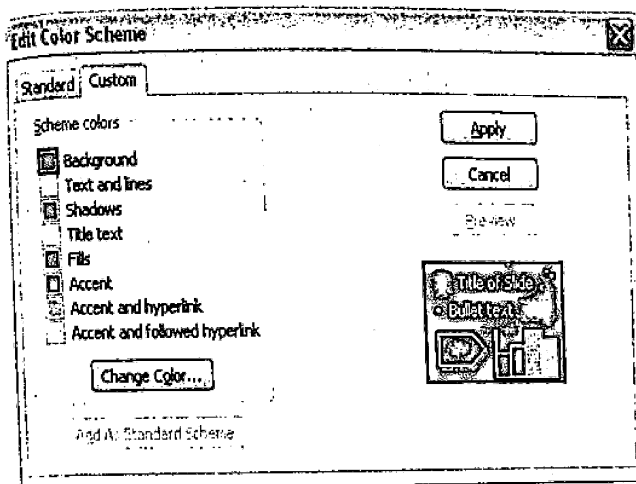 Edit Color Scheme
Standard
Custom
Scheme colors
Background
Text and lines
Shadows
Title text
Fills
Accent
Accent and hyperlink
Accent and followed hyperlink
Change Color...
Add As Standard Scheme
Apply
Cancel
Preview
Title of Slide
Bullet text